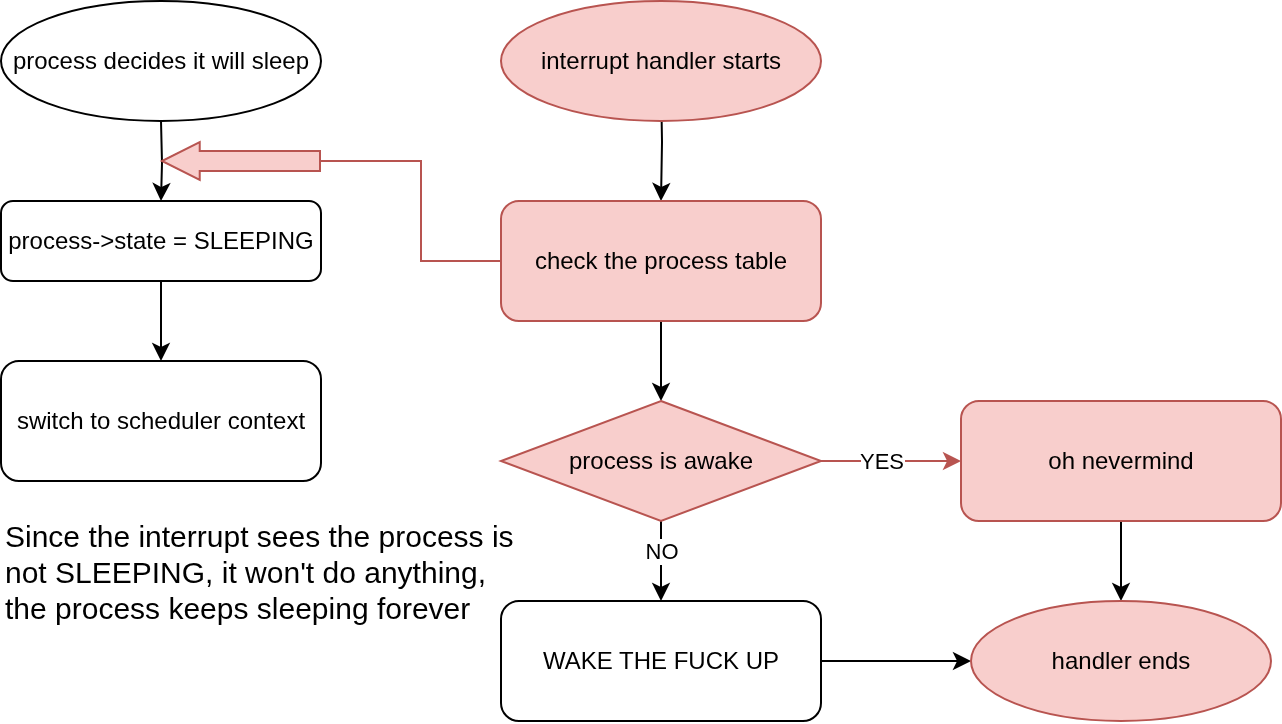 process decides it will sleep
interrupt handler starts
process->state = SLEEPING
check the process table
switch to scheduler context
process is awake
YES
oh nevermind
Since the interrupt sees the process is
not SLEEPING, it won't do anything,
the process keeps sleeping forever
NO
WAKE THE FUCK UP
handler ends